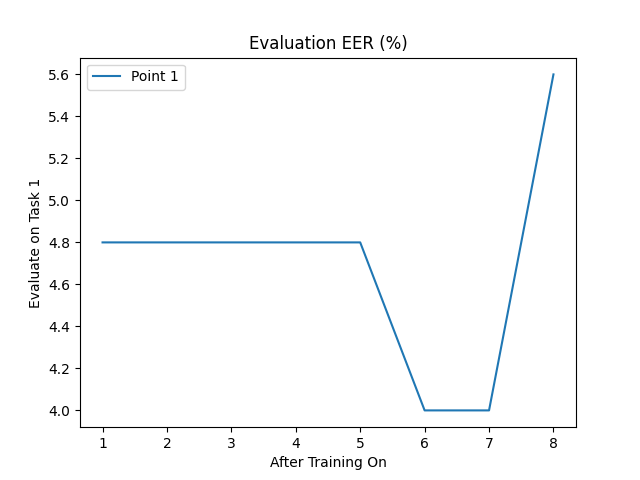 Evaluation EER (%)
Point 1
5.6
5.4
5.2
5.0
4.8
4.6
4.4
4.2
4.0
Evaluate on Task 1
1 2 3 4 5 6 7 8
After Training On